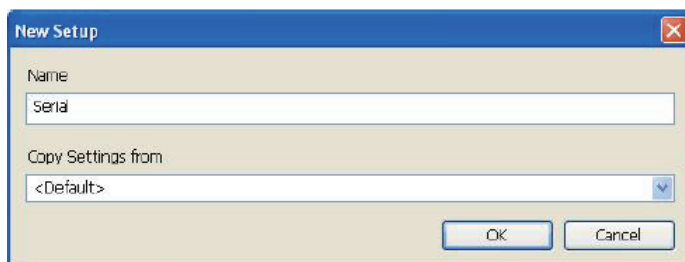 New Setup
Name
Serial
Copy Settings from
<Default>
OK Cancel